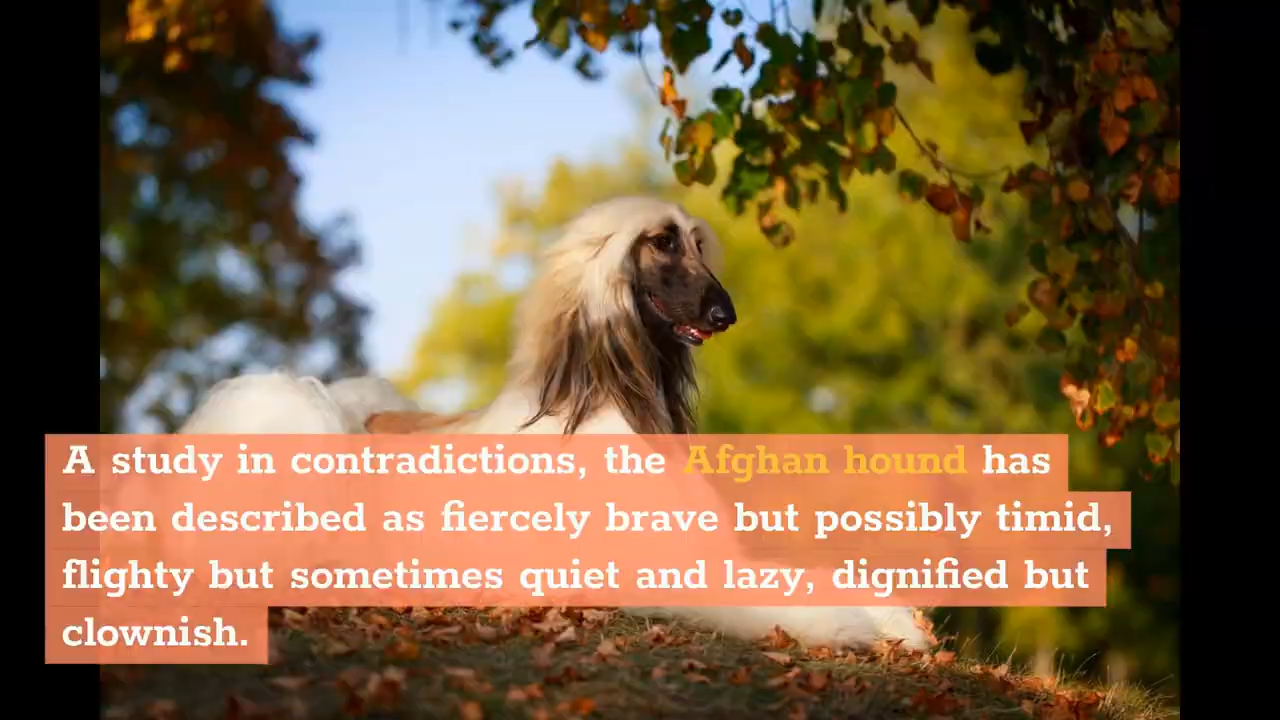 A study in contradictions, the Afghan hound has
been described as fiercely brave but possibly timid,
flighty but sometimes quiet and lazy, dignified but
clownish.